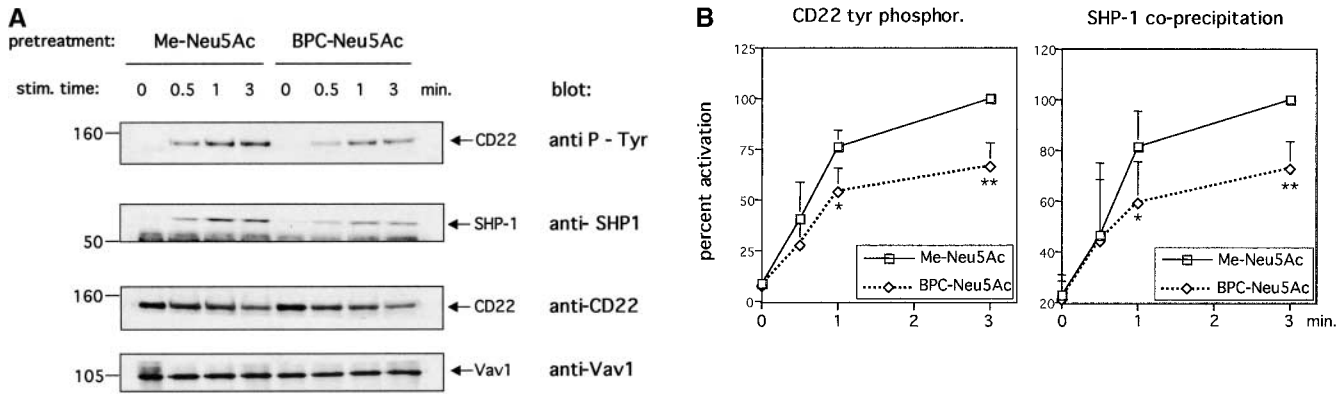 A
pretreatment: Me-Neu5Ac BPC-Neu5Ac
stim. time: 0 0.5 1 3 0 0.5 1 3 min. blot:
160 CD22 anti P - Tyr
SHP-1 anti- SHP1
50
160 CD22 anti-CD22
Vav1 anti-Vav1
105
B
CD22 tyr phosphor.
percent activation
125
100
75
50
25
0
0 1 2 3
* **
Me-Neu5Ac
BPC-Neu5Ac
SHP-1 co-precipitation
120
100
80
60
40
20
0 1 2 3 min.
* **
Me-Neu5Ac
BPC-Neu5Ac